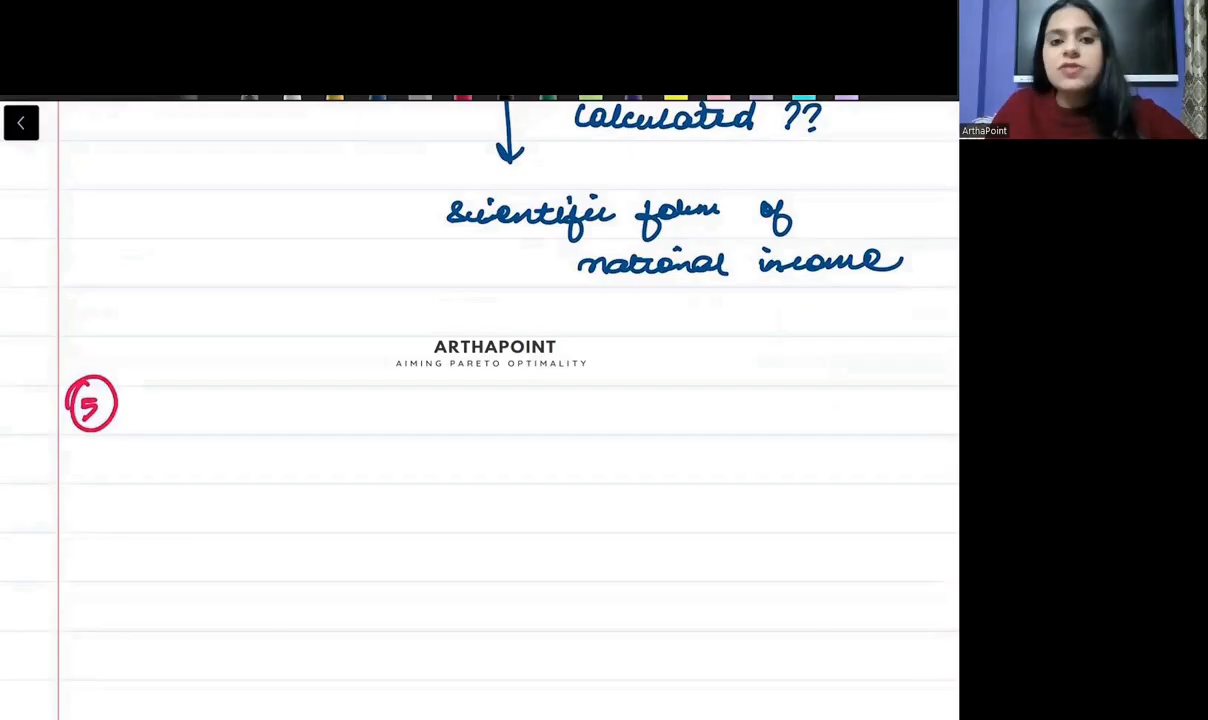 calculated ??
Scientific form of
national income
ARTHAPOINT
AIMING PARETO OPTIMALITY
5
ArthaPoint